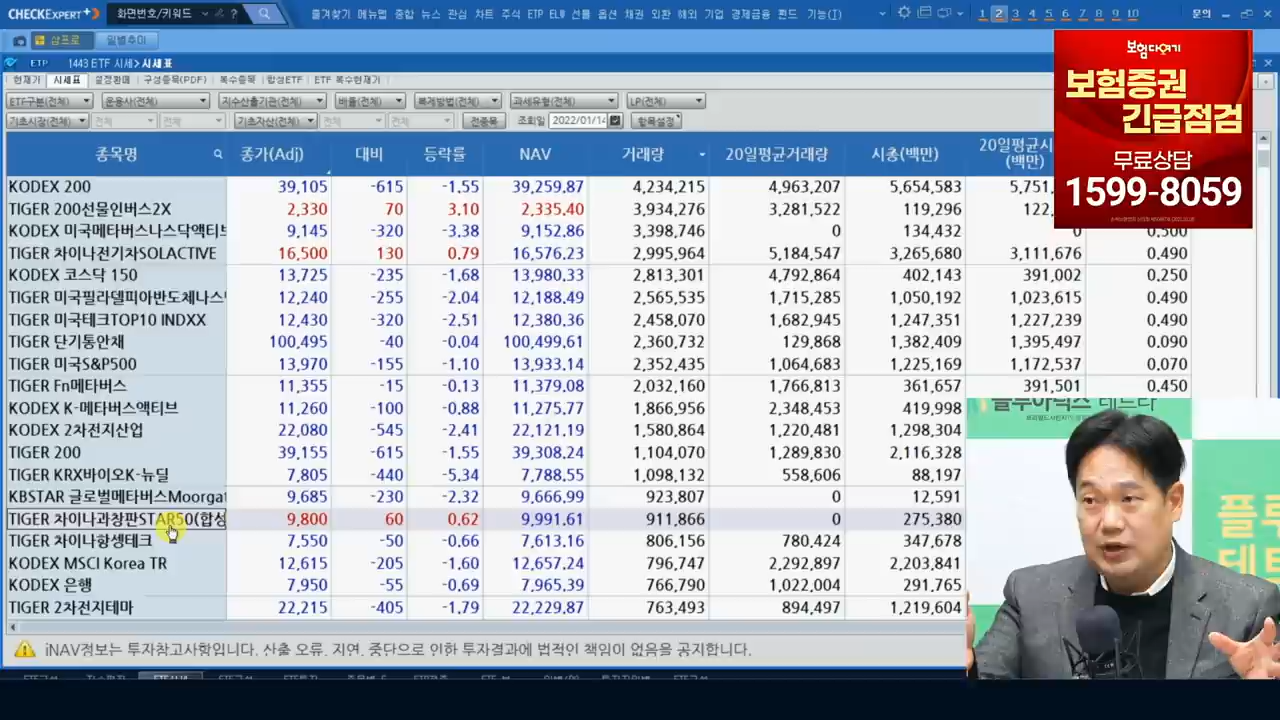 CHECKExpert+ 화면번호/키워드 ? 즐겨찾기 메뉴맵 종합 뉴스 관심 차트 주식 ETP ELW 선물 옵션 채권 외환 해외 기업 경제금융 펀드 기능(I) 1 2 3 4 5 6 7 8 9 10 문의
삼프로 일별추이
ETP 1443 ETF 시세>시세표
현재가 시세표 설정환매 구성종목(PDF) 복수종목 합성ETF ETF 복수현재가
ETF구분(전체) 운용사(전체) 지수산출기관(전체) 배율(전체) 복제방법(전체) 과세유형(전체) LP(전체)
기초시장(전체) 전체 전체 기초자산(전체) 전체 전체 전종목 조회일 2022/01/14 항목설정
종목명 종가(Adj) 대비 등락률 NAV 거래량 20일평균거래량 시총(백만) 20일평균시
(백만)
KODEX 200 39,105 -615 -1.55 39,259.87 4,234,215 4,963,207 5,654,583 5,751,
TIGER 200선물인버스2X 2,330 70 3.10 2,335.40 3,934,276 3,281,522 119,296 122,
KODEX 미국메타버스나스닥액티브 9,145 -320 9,152.86 3,398,746 0 134,432 0 0.500
TIGER 차이나전기차SOLACTIVE 16,500 130 0.79 16,576.23 2,995,964 5,184,547 3,265,680 3,111,676 0.490
KODEX 코스닥 150 13,725 -235 -1.68 13,980.33 2,813,301 4,792,864 402,143 391,002 0.250
TIGER 미국필라델피아반도체나스 12,240 -255 -2.04 12,188.49 2,565,535 1,715,285 1,050,192 1,023,615 0.490
TIGER 미국테크TOP10 INDXX 12,430 -320 -2.51 12,380.36 2,458,070 1,682,945 1,247,351 1,227,239 0.490
TIGER 단기통안채 100,495 -40 -0.04 100,499.61 2,360,732 129,868 1,382,409 1,395,497 0.090
TIGER 미국S&P500 13,970 -155 -1.10 13,933.14 2,352,435 1,064,683 1,225,169 1,172,537 0.070
TIGER Fn메타버스 11,355 -15 -0.13 11,379.08 2,032,160 1,766,813 361,657 391,501 0.450
KODEX K-메타버스액티브 11,260 -100 -0.88 11,275.77 1,866,956 2,348,453 419,998
KODEX 2차전지산업 22,080 -545 -2.41 22,121.19 1,580,864 1,220,481 1,298,304
TIGER 200 39,155 -615 -1.55 39,308.24 1,104,070 1,289,830 2,116,328
TIGER KRX바이오K-뉴딜 7,805 -440 -5.34 7,788.55 1,098,132 558,606 88,197
KBSTAR 글로벌메타버스Moorgat 9,685 -230 -2.32 9,666.99 923,807 0 12,591
TIGER 차이나과창판STAR50(합성 9,800 60 0.62 9,991.61 911,866 0 275,380
TIGER 차이나항셍테크 7,550 -50 -0.66 7,613.16 806,156 780,424 347,678
KODEX MSCI Korea TR 12,615 -205 -1.60 12,657.24 796,747 2,292,897 2,203,841
KODEX 은행 7,950 -55 -0.69 7,965.39 766,790 1,022,004 291,765
TIGER 2차전지테마 22,215 -405 -1.79 22,229.87 763,493 894,497 1,219,604
iNAV정보는 투자참고사항입니다. 산출 오류, 지연, 중단으로 인한 투자결과에 법적인 책임이 없음을 공지합니다.
보험다여기
보험증권
긴급점검
무료상담
1599-8059
플루
테